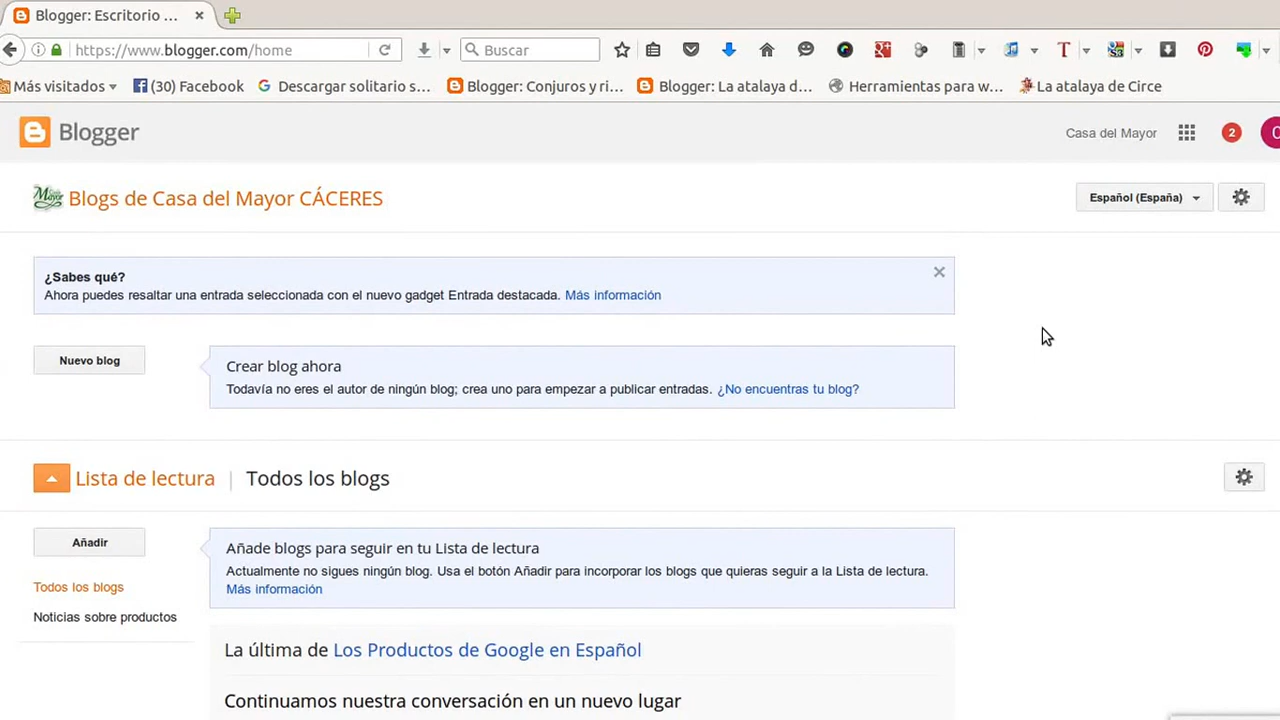 Blogger: Escritorio ...
https://www.blogger.com/home
Buscar
Más visitados
(30) Facebook
Descargar solitario s...
Blogger: Conjuros y ri...
Blogger: La atalaya d...
Herramientas para w...
La atalaya de Circe
Blogger
Casa del Mayor
2
Mayor
Blogs de Casa del Mayor CÁCERES
Español (España)
¿Sabes qué?
Ahora puedes resaltar una entrada seleccionada con el nuevo gadget Entrada destacada. Más información
Nuevo blog
Crear blog ahora
Todavía no eres el autor de ningún blog; crea uno para empezar a publicar entradas. ¿No encuentras tu blog?
Lista de lectura | Todos los blogs
Añadir
Añade blogs para seguir en tu Lista de lectura
Actualmente no sigues ningún blog. Usa el botón Añadir para incorporar los blogs que quieras seguir a la Lista de lectura.
Más información
Todos los blogs
Noticias sobre productos
La última de Los Productos de Google en Español
Continuamos nuestra conversación en un nuevo lugar